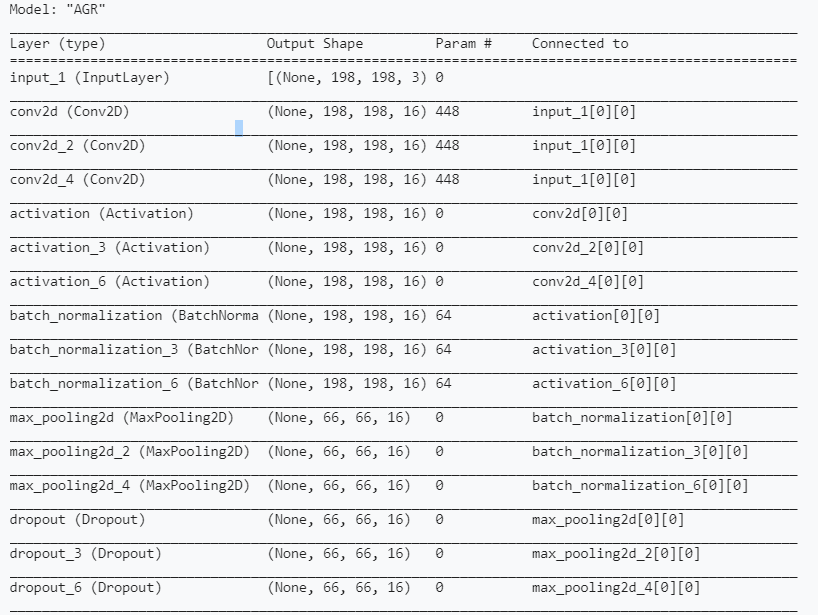 Model: "AGR"
Layer (type) Output Shape Param # Connected to
input_1 (InputLayer) [(None, 198, 198, 3) 0
conv2d (Conv2D) (None, 198, 198, 16) 448 input_1[0][0]
conv2d_2 (Conv2D) (None, 198, 198, 16) 448 input_1[0][0]
conv2d_4 (Conv2D) (None, 198, 198, 16) 448 input_1[0][0]
activation (Activation) (None, 198, 198, 16) 0 conv2d[0][0]
activation_3 (Activation) (None, 198, 198, 16) 0 conv2d_2[0][0]
activation_6 (Activation) (None, 198, 198, 16) 0 conv2d_4[0][0]
batch_normalization (BatchNorma (None, 198, 198, 16) 64 activation[0][0]
batch_normalization_3 (BatchNor (None, 198, 198, 16) 64 activation_3[0][0]
batch_normalization_6 (BatchNor (None, 198, 198, 16) 64 activation_6[0][0]
max_pooling2d (MaxPooling2D) (None, 66, 66, 16) 0 batch_normalization[0][0]
max_pooling2d_2 (MaxPooling2D) (None, 66, 66, 16) 0 batch_normalization_3[0][0]
max_pooling2d_4 (MaxPooling2D) (None, 66, 66, 16) 0 batch_normalization_6[0][0]
dropout (Dropout) (None, 66, 66, 16) 0 max_pooling2d[0][0]
dropout_3 (Dropout) (None, 66, 66, 16) 0 max_pooling2d_2[0][0]
dropout_6 (Dropout) (None, 66, 66, 16) 0 max_pooling2d_4[0][0]